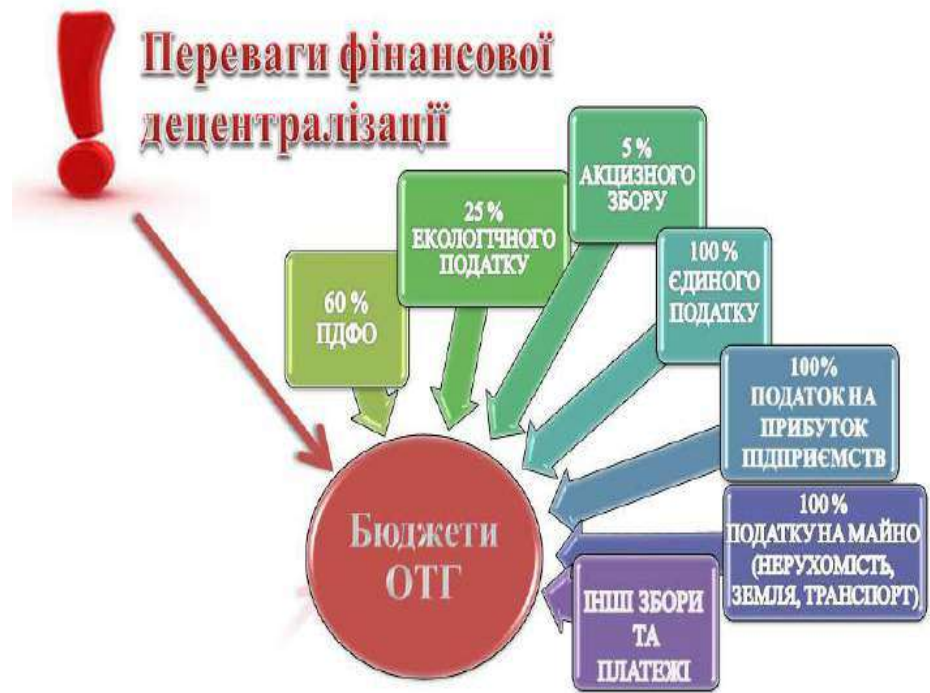 Переваги фінансової
децентралізації
5 %
АКЦИЗНОГО
ЗБОРУ
25 %
ЕКОЛОГІЧНОГО
ПОДАТКУ
100 %
ЄДИНОГО
ПОДАТКУ
60 %
ПДФО
100%
ПОДАТОК НА
ПРИБУТОК
ПІДПРИЄМСТВ
100 %
ПОДАТКУ НА МАЙНО
(НЕРУХОМІСТЬ,
ЗЕМЛЯ, ТРАНСПОРТ)
Бюджети
ОТГ
ІНШІ ЗБОРИ
ТА
ПЛАТЕЖІ